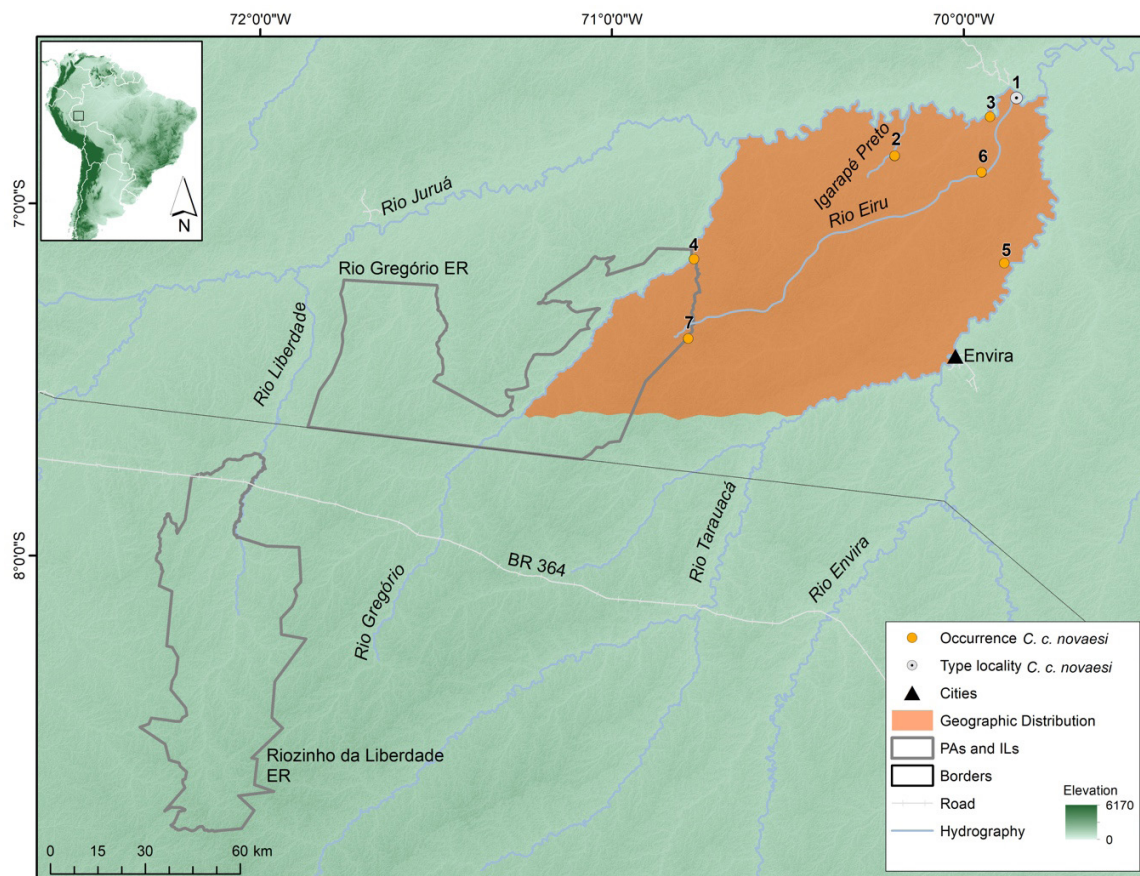 72°0'0"W
71°0'0"W
70°0'0"W
N
7°0'0"S
8°0'0"S
1
3
2
6
Igarapé Preto
Rio Eiru
Rio Juruá
4
5
Rio Gregório ER
7
Rio Liberdade
Envira
Rio Tarauacá
BR 364
Rio Envira
Rio Gregório
Riozinho da Liberdade
ER
0 15 30 60 km
Occurrence C. c. novaesi
Type locality C. c. novaesi
Cities
Geographic Distribution
PAs and ILs
Borders
Road
Hydrography
Elevation
6170
0